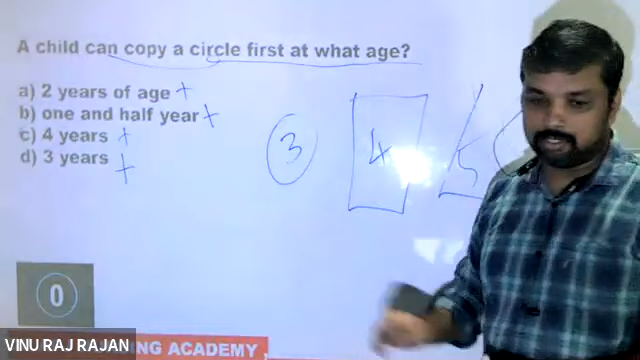 A child can copy a circle first at what age?
a) 2 years of age +
b) one and half year +
c) 4 years +
d) 3 years +
3
4
5
0
VINU RAJ RAJAN
ING ACADEMY